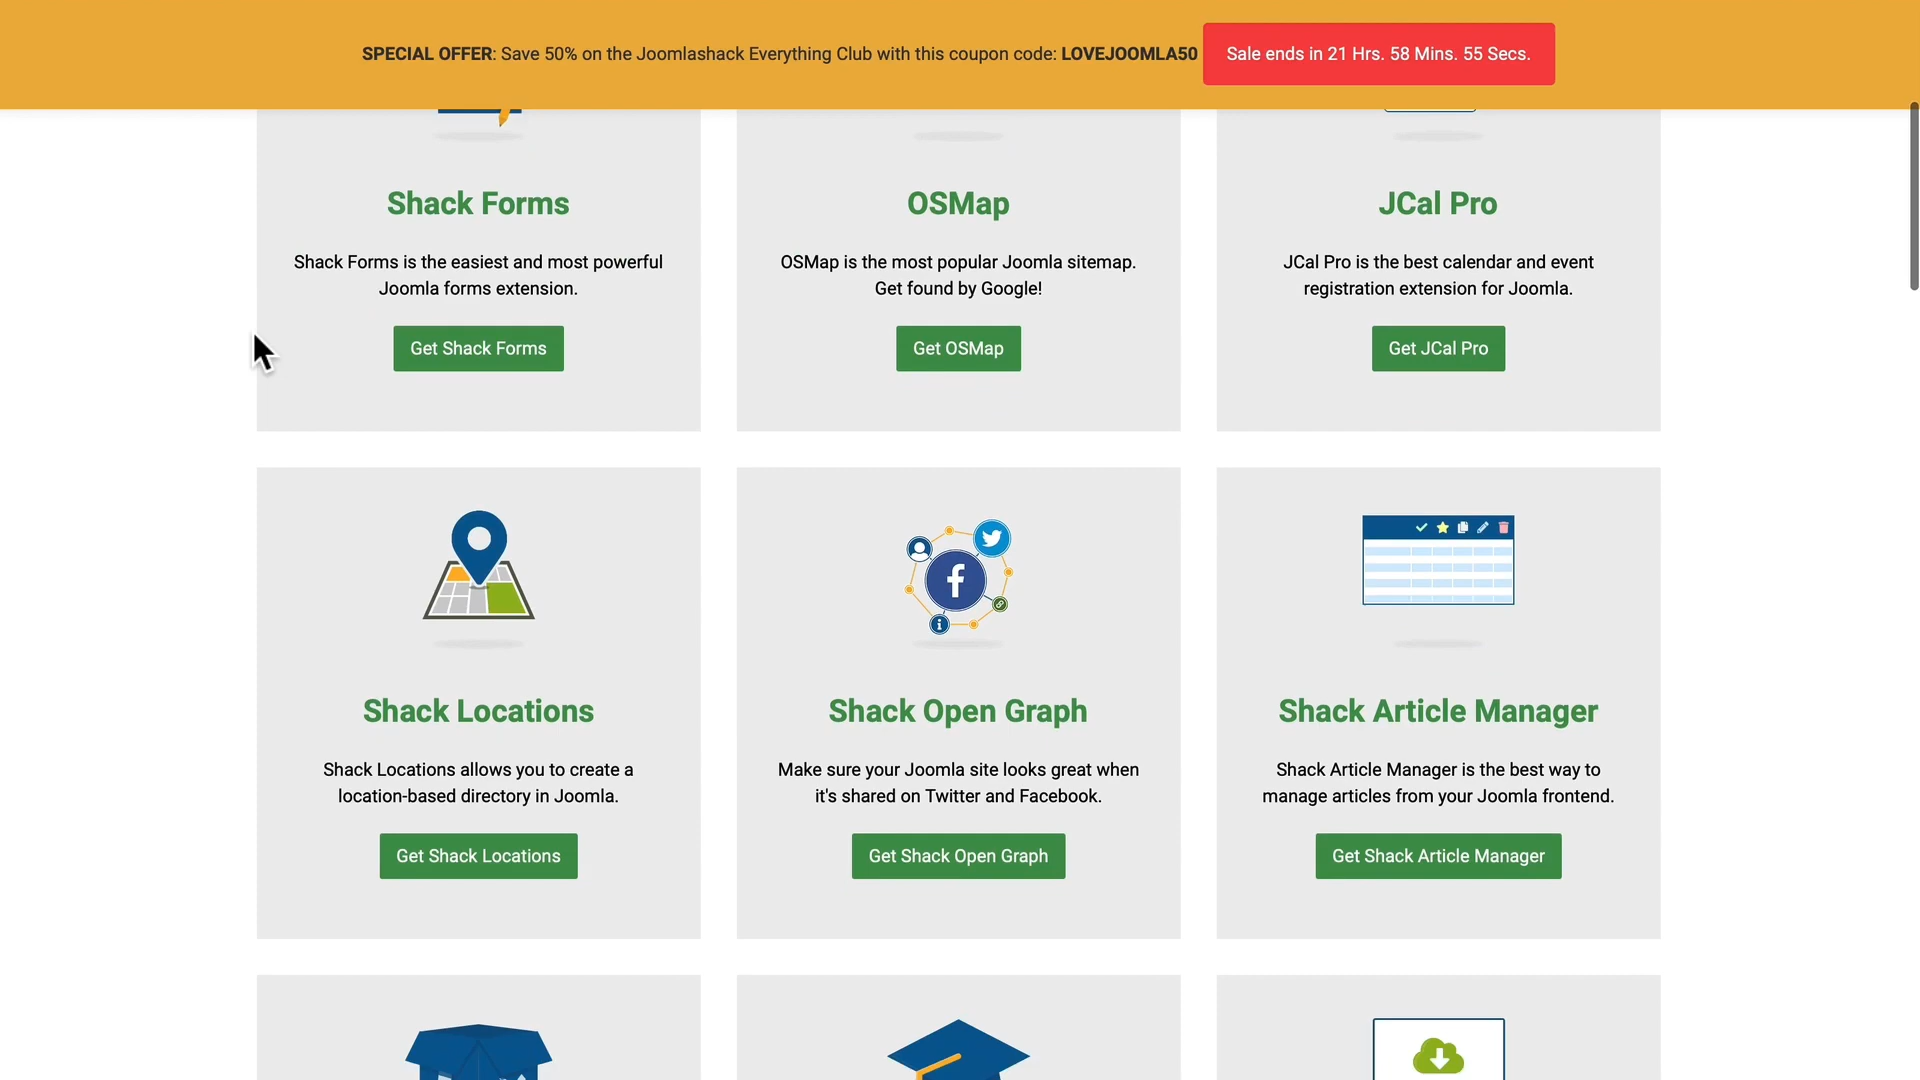 SPECIAL OFFER: Save 50% on the Joomlashack Everything Club with this coupon code: LOVEJOOMLA50
Sale ends in 21 Hrs. 58 Mins. 55 Secs.
Shack Forms
Shack Forms is the easiest and most powerful
Joomla forms extension.
Get Shack Forms
OSMap
OSMap is the most popular Joomla sitemap.
Get found by Google!
Get OSMap
JCal Pro
JCal Pro is the best calendar and event
registration extension for Joomla.
Get JCal Pro
Shack Locations
Shack Locations allows you to create a
location-based directory in Joomla.
Get Shack Locations
Shack Open Graph
Make sure your Joomla site looks great when
it's shared on Twitter and Facebook.
Get Shack Open Graph
Shack Article Manager
Shack Article Manager is the best way to
manage articles from your Joomla frontend.
Get Shack Article Manager